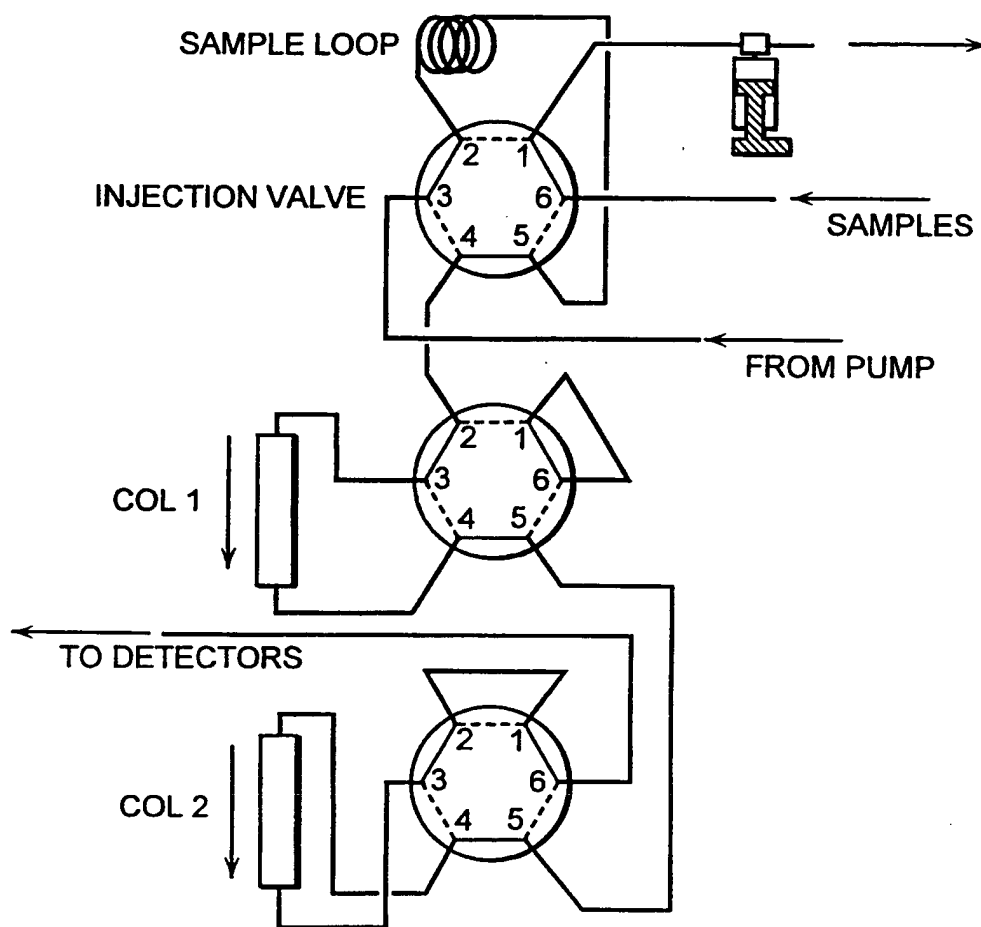 SAMPLE LOOP
2 1
INJECTION VALVE
3 6
4 5
SAMPLES
FROM PUMP
2 1
3 6
COL 1
4 5
TO DETECTORS
2 1
3 6
COL 2
4 5